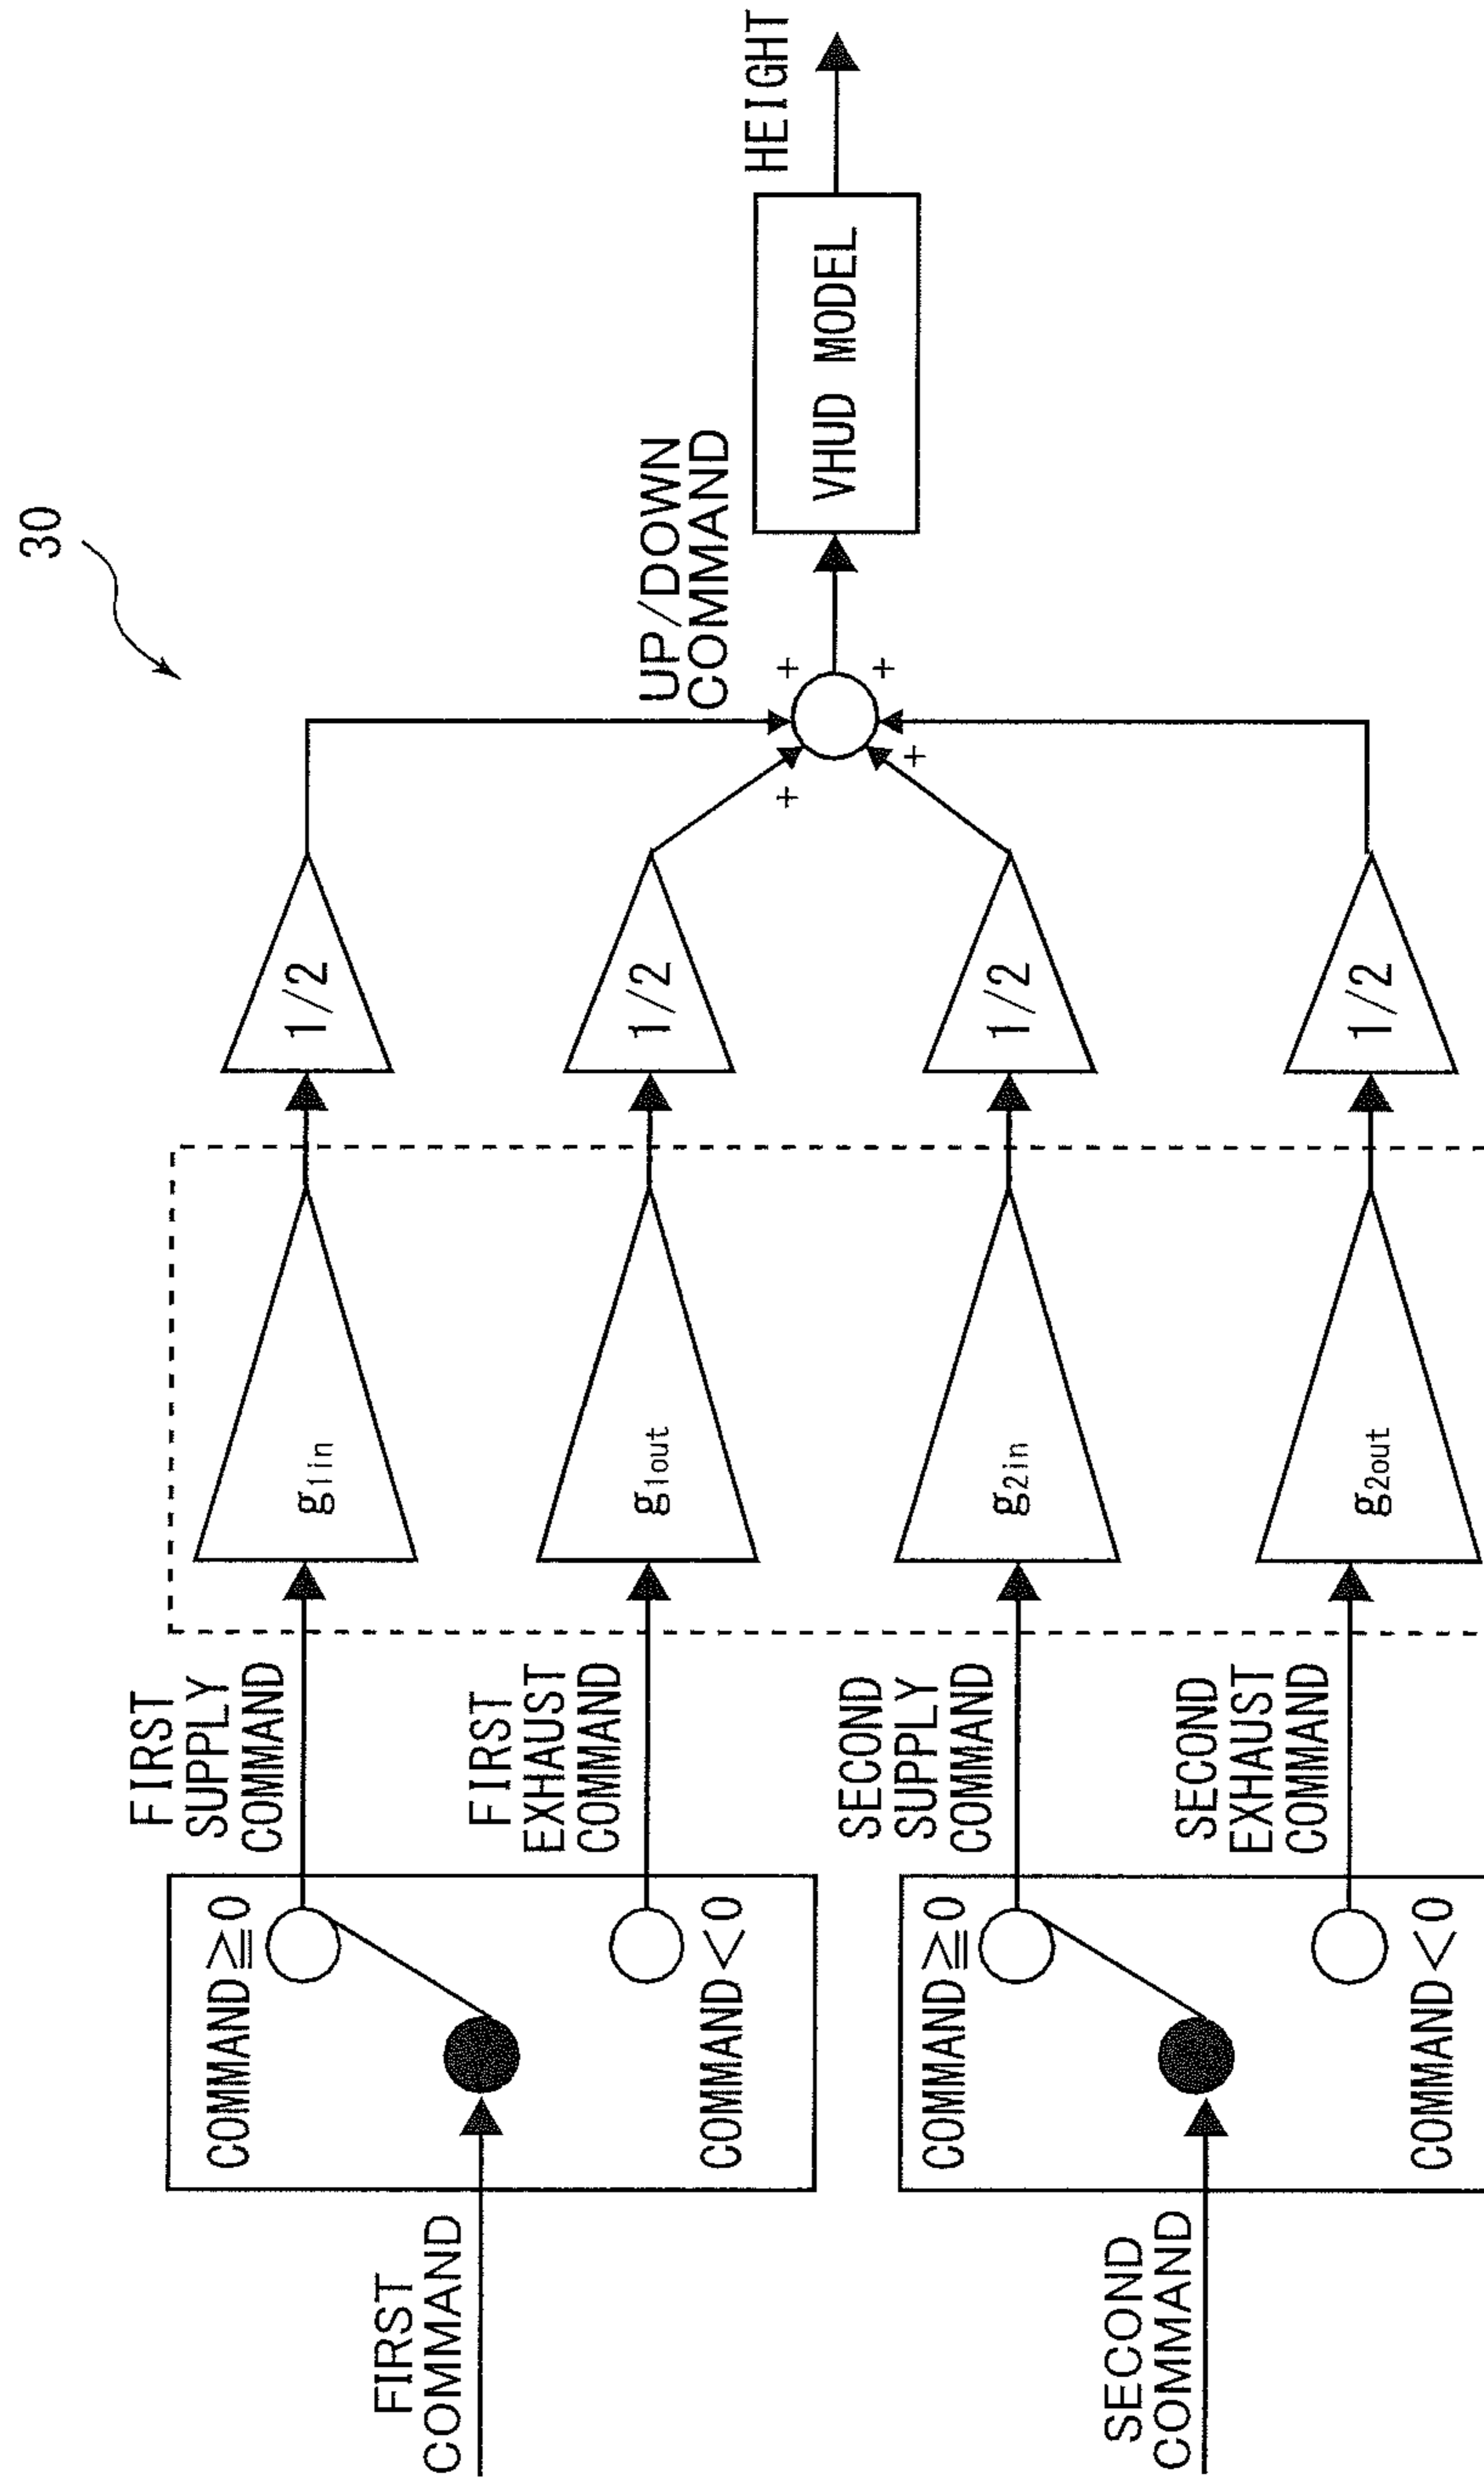 30
FIRST
COMMAND
COMMAND≧0
COMMAND<0
FIRST
SUPPLY
COMMAND
FIRST
EXHAUST
COMMAND
g1in
g1out
1/2
1/2
SECOND
COMMAND
COMMAND≧0
COMMAND<0
SECOND
SUPPLY
COMMAND
SECOND
EXHAUST
COMMAND
g2in
g2out
1/2
1/2
+
+
+
+
UP/DOWN
COMMAND
VHUD MODEL
HEIGHT